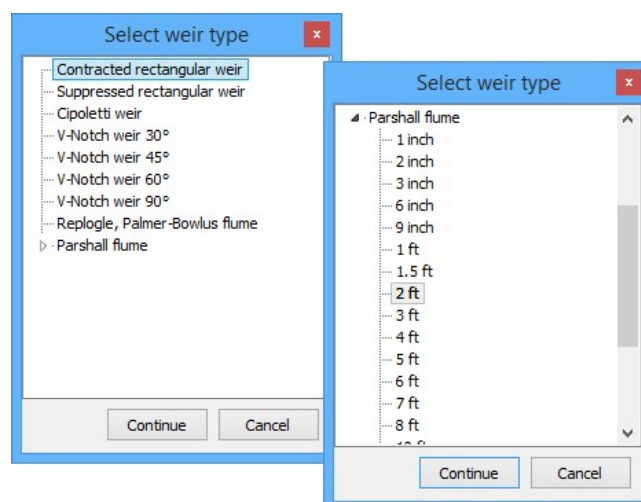 Select weir type
x
Contracted rectangular weir
Suppressed rectangular weir
Cipoletti weir
V-Notch weir 30°
V-Notch weir 45°
V-Notch weir 60°
V-Notch weir 90°
Replogle, Palmer-Bowlus flume
Parshall flume
Continue
Cancel
Select weir type
x
Parshall flume
1 inch
2 inch
3 inch
6 inch
9 inch
1 ft
1.5 ft
2 ft
3 ft
4 ft
5 ft
6 ft
7 ft
8 ft
Continue
Cancel